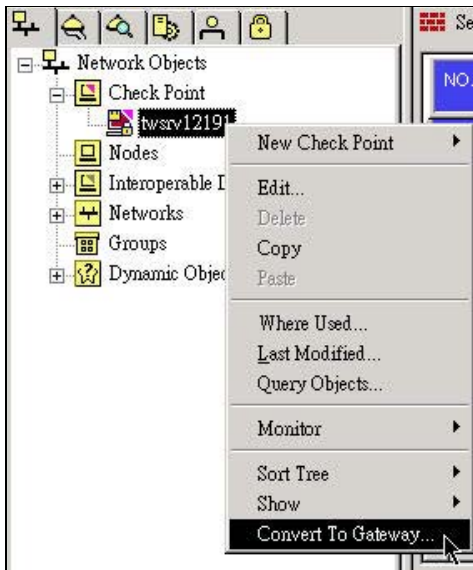 Se
NO.
Network Objects
Check Point
twsrv12191
Nodes
Interoperable D
Networks
Groups
Dynamic Objec
New Check Point
Edit...
Delete
Copy
Paste
Where Used...
Last Modified...
Query Objects...
Monitor
Sort Tree
Show
Convert To Gateway...